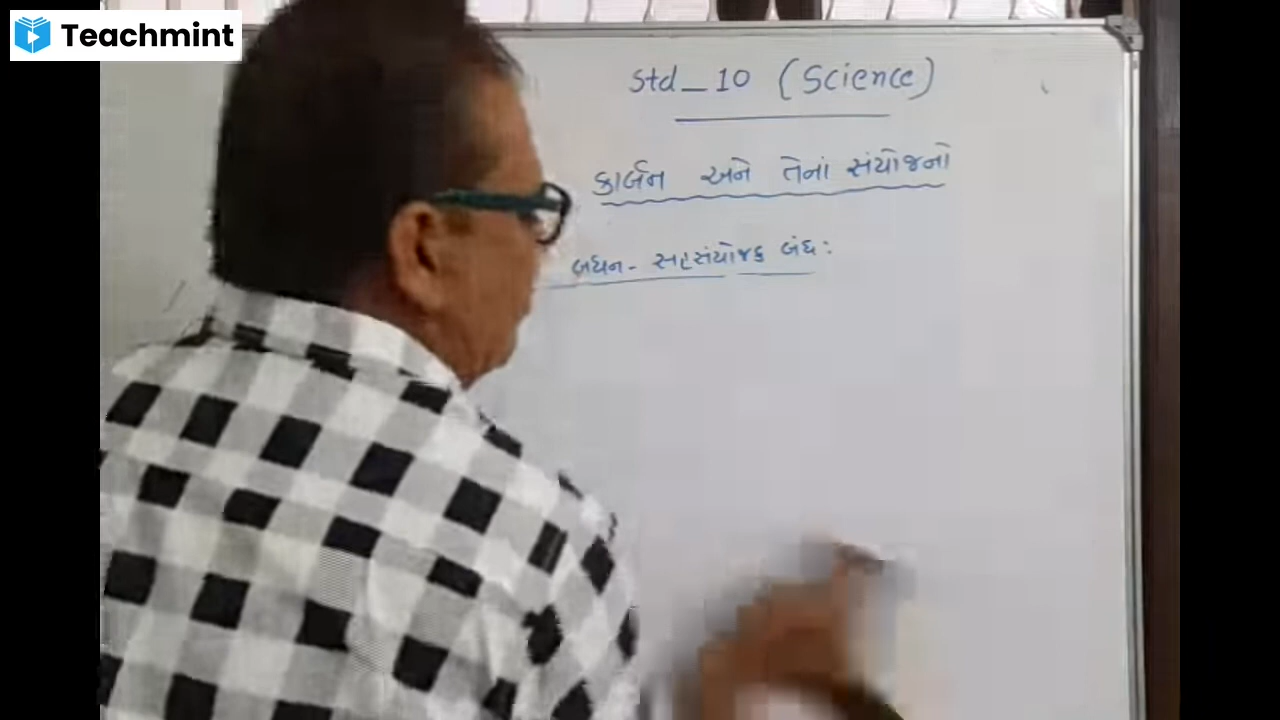 Teachmint
Std_10 (Science)
કાર્બન અને તેનાં સંયોજનો
બંધન - સહસંયોજક બંધ :